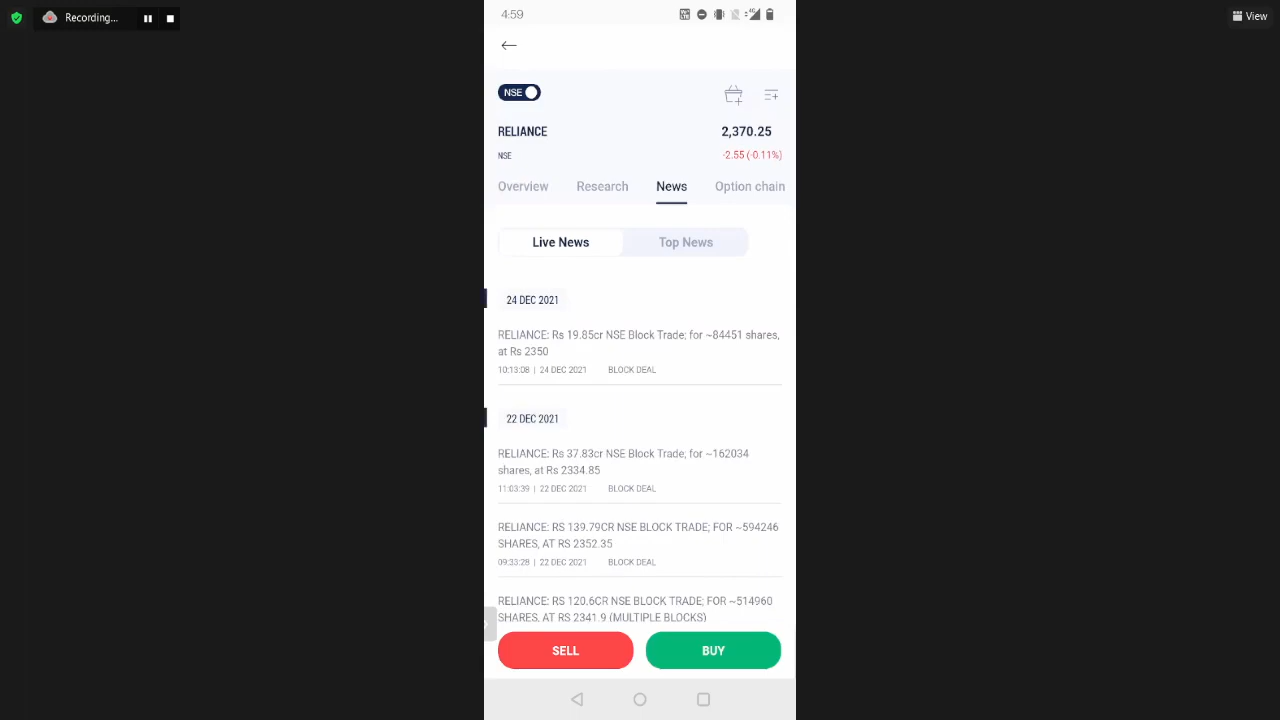 Recording...
View
4:59
4G
NSE
RELIANCE
2,370.25
NSE
-2.55 (-0.11%)
Overview Research News Option chain
Live News Top News
24 DEC 2021
RELIANCE: Rs 19.85cr NSE Block Trade; for ~84451 shares,
at Rs 2350
10:13:08 | 24 DEC 2021 BLOCK DEAL
22 DEC 2021
RELIANCE: Rs 37.83cr NSE Block Trade; for ~162034
shares, at Rs 2334.85
11:03:39 | 22 DEC 2021 BLOCK DEAL
RELIANCE: RS 139.79CR NSE BLOCK TRADE; FOR ~594246
SHARES, AT RS 2352.35
09:33:28 | 22 DEC 2021 BLOCK DEAL
RELIANCE: RS 120.6CR NSE BLOCK TRADE; FOR ~514960
SHARES, AT RS 2341.9 (MULTIPLE BLOCKS)
SELL BUY